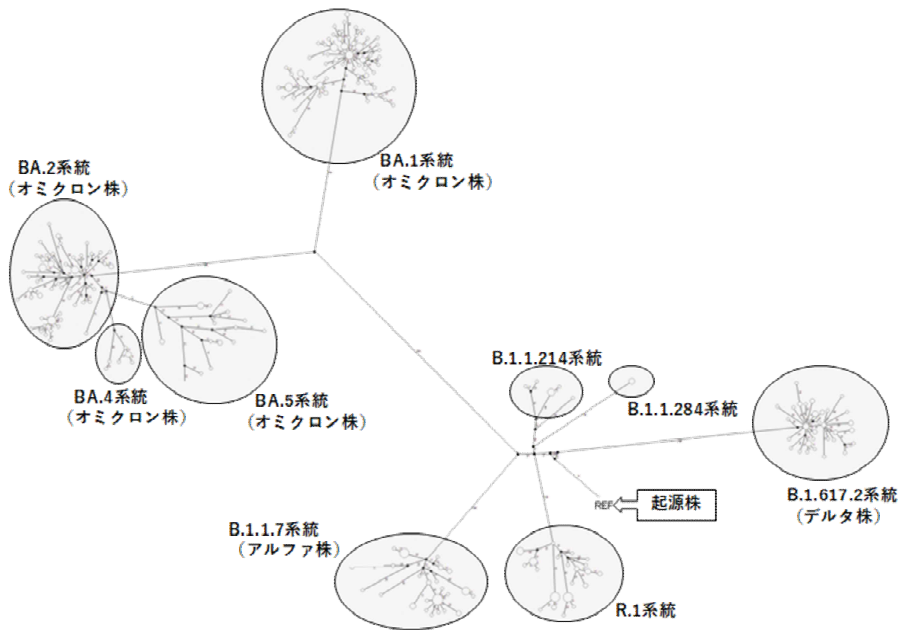 BA.1系統
(オミクロン株)
BA.2系統
(オミクロン株)
BA.4系統
(オミクロン株)
BA.5系統
(オミクロン株)
B.1.1.214系統
B.1.1.284系統
B.1.617.2系統
(デルタ株)
REF
起源株
B.1.1.7系統
(アルファ株)
R.1系統